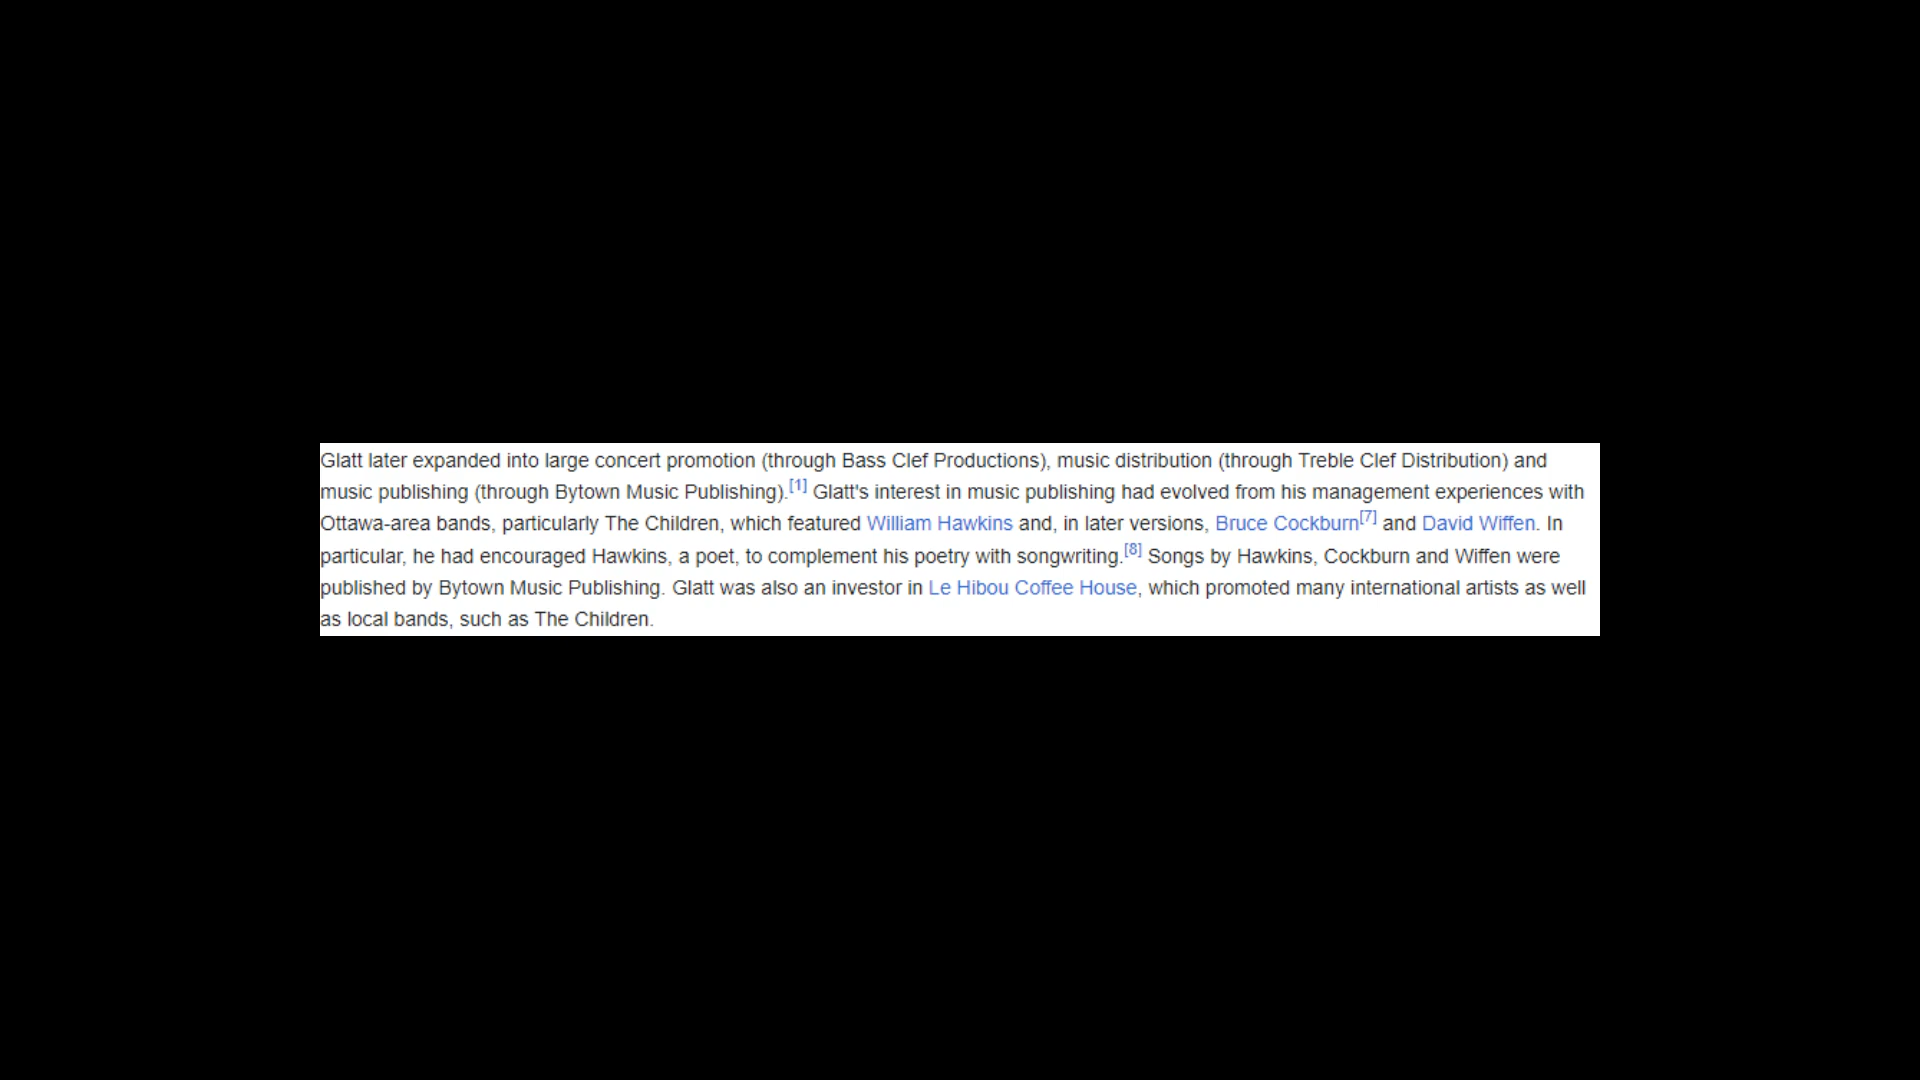 Glatt later expanded into large concert promotion (through Bass Clef Productions), music distribution (through Treble Clef Distribution) and
music publishing (through Bytown Music Publishing).[1] Glatt's interest in music publishing had evolved from his management experiences with
Ottawa-area bands, particularly The Children, which featured William Hawkins and, in later versions, Bruce Cockburn[7] and David Wiffen. In
particular, he had encouraged Hawkins, a poet, to complement his poetry with songwriting.[8] Songs by Hawkins, Cockburn and Wiffen were
published by Bytown Music Publishing. Glatt was also an investor in Le Hibou Coffee House, which promoted many international artists as well
as local bands, such as The Children.